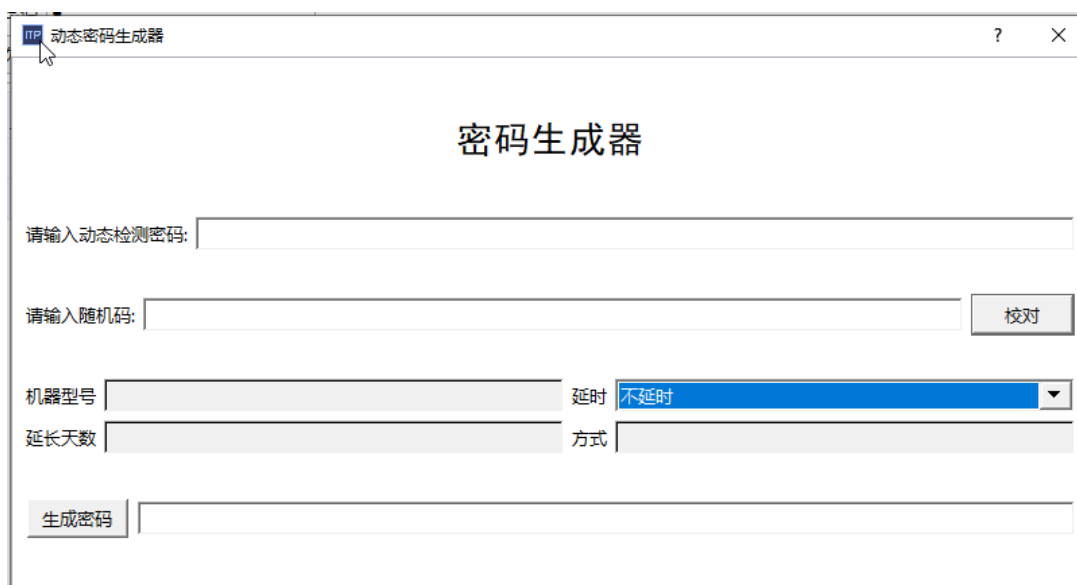 ITP 动态密码生成器
密码生成器
请输入动态检测密码:
请输入随机码: 校对
机器型号 延时 不延时
延长天数 方式
生成密码